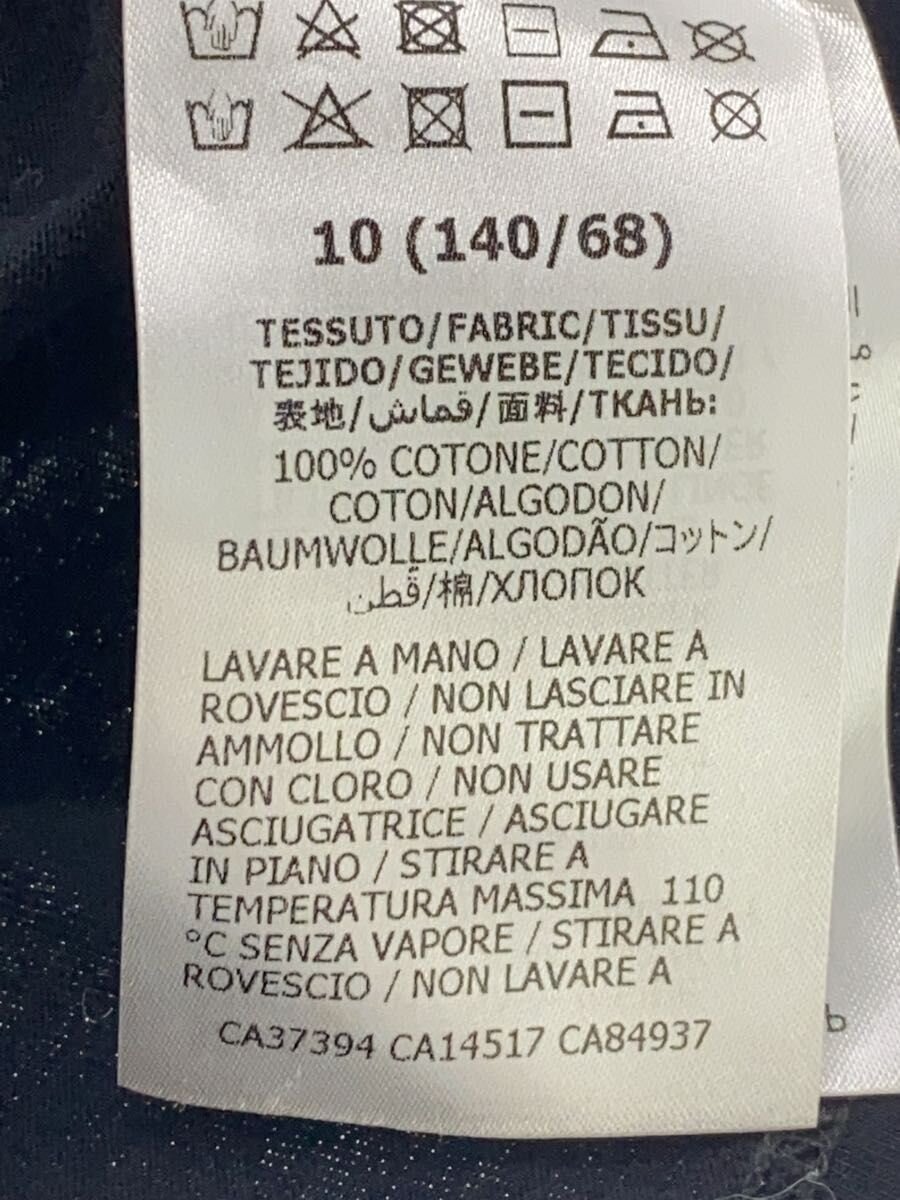 10 (140/68)
TESSUTO/FABRIC/TISSU/
TEJIDO/GEWEBE/TECIDO/
表地/قماش/面料/ТКАНЬ:
100% COTONE/COTTON/
COTON/ALGODON/
BAUMWOLLE/ALGODÃO/コットン/
قطن/棉/ХЛОПОК
LAVARE A MANO / LAVARE A
ROVESCIO / NON LASCIARE IN
AMMOLLO / NON TRATTARE
CON CLORO / NON USARE
ASCIUGATRICE / ASCIUGARE
IN PIANO / STIRARE A
TEMPERATURA MASSIMA 110
°C SENZA VAPORE / STIRARE A
ROVESCIO / NON LAVARE A
CA37394 CA14517 CA84937